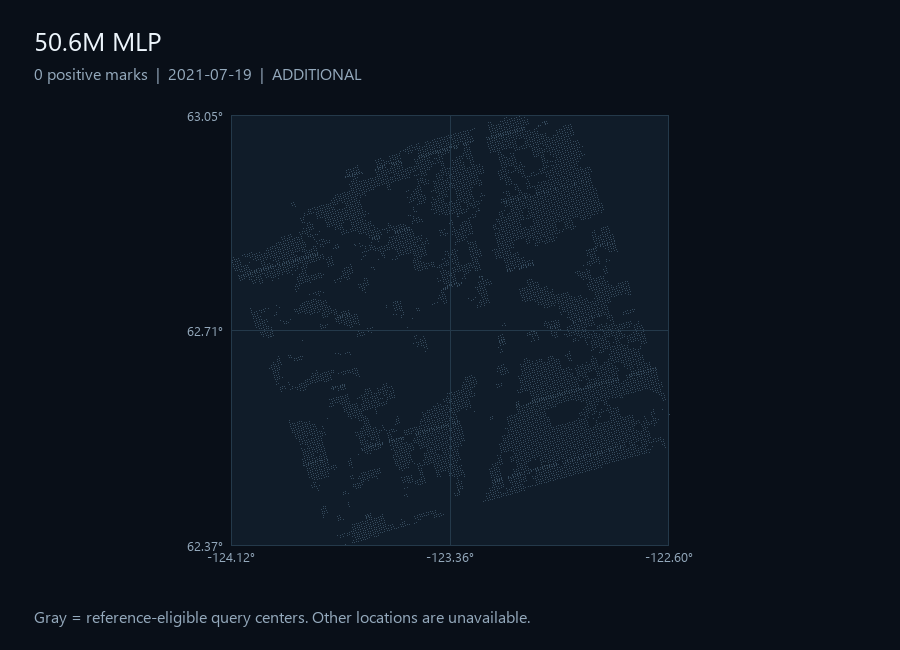 50.6M MLP
0 positive marks | 2021-07-19 | ADDITIONAL
63.05°
62.71°
62.37°
-124.12°
-123.36°
-122.60°
Gray = reference-eligible query centers. Other locations are unavailable.